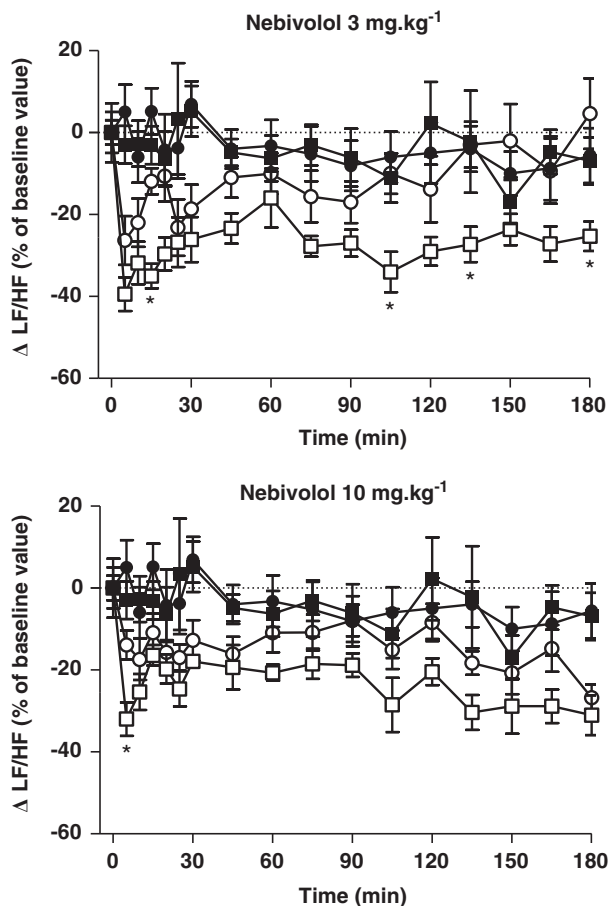 Nebivolol 3 mg.kg⁻¹
Δ LF/HF (% of baseline value)
20
0
-20
-40
-60
* * * *
0 30 60 90 120 150 180
Time (min)
Nebivolol 10 mg.kg⁻¹
Δ LF/HF (% of baseline value)
20
0
-20
-40
-60
*
0 30 60 90 120 150 180
Time (min)